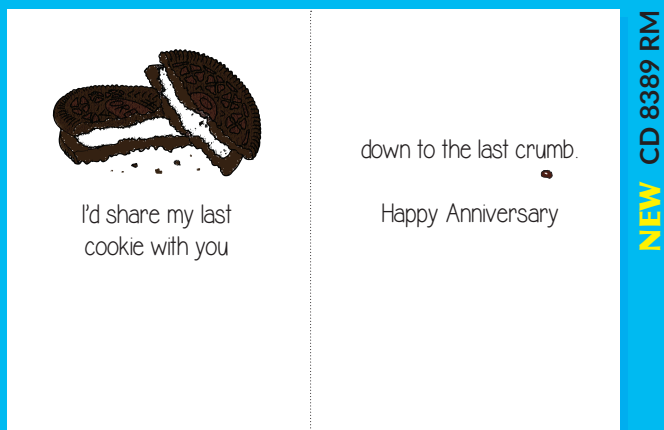 I'd share my last
cookie with you
down to the last crumb.
Happy Anniversary
NEW CD 8389 RM